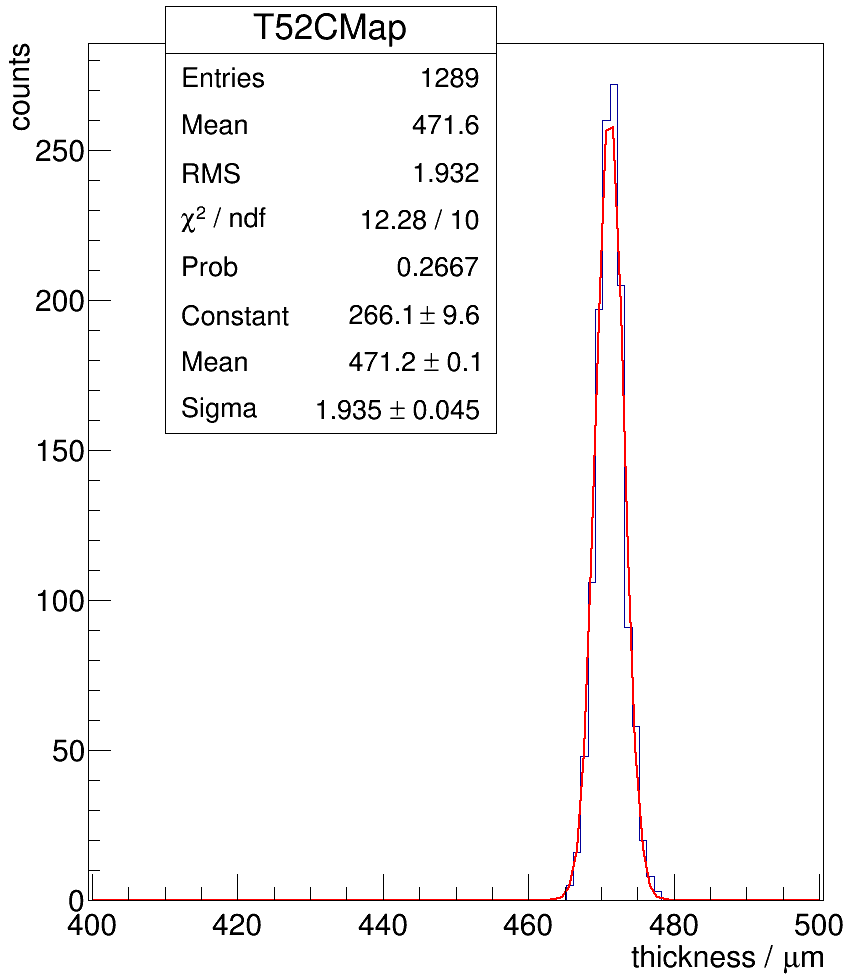 T52CMap
Entries 1289
Mean 471.6
RMS 1.932
χ² / ndf 12.28 / 10
Prob 0.2667
Constant 266.1 ± 9.6
Mean 471.2 ± 0.1
Sigma 1.935 ± 0.045
counts
250
200
150
100
50
0
400 420 440 460 480 500
thickness / μm